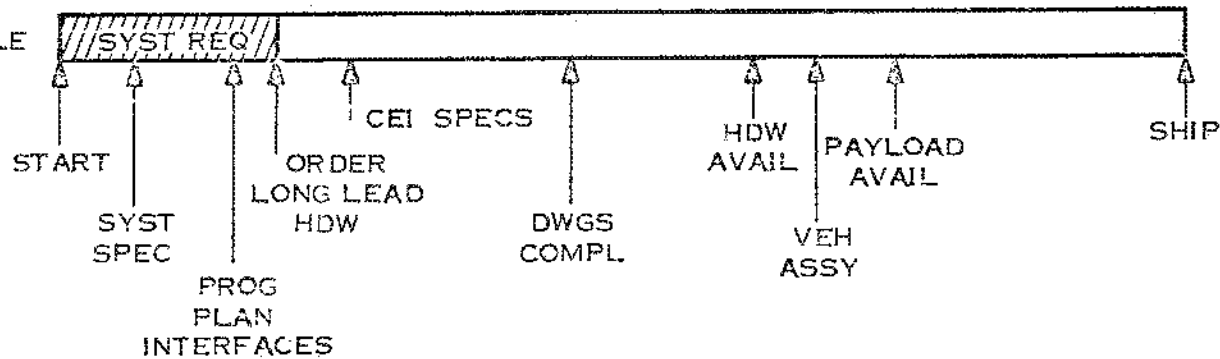 LE
SYST REQ
START
SYST
SPEC
PROG
PLAN
INTERFACES
ORDER
LONG LEAD
HDW
CEI SPECS
DWGS
COMPL.
HDW
AVAIL
VEH
ASSY
PAYLOAD
AVAIL
SHIP